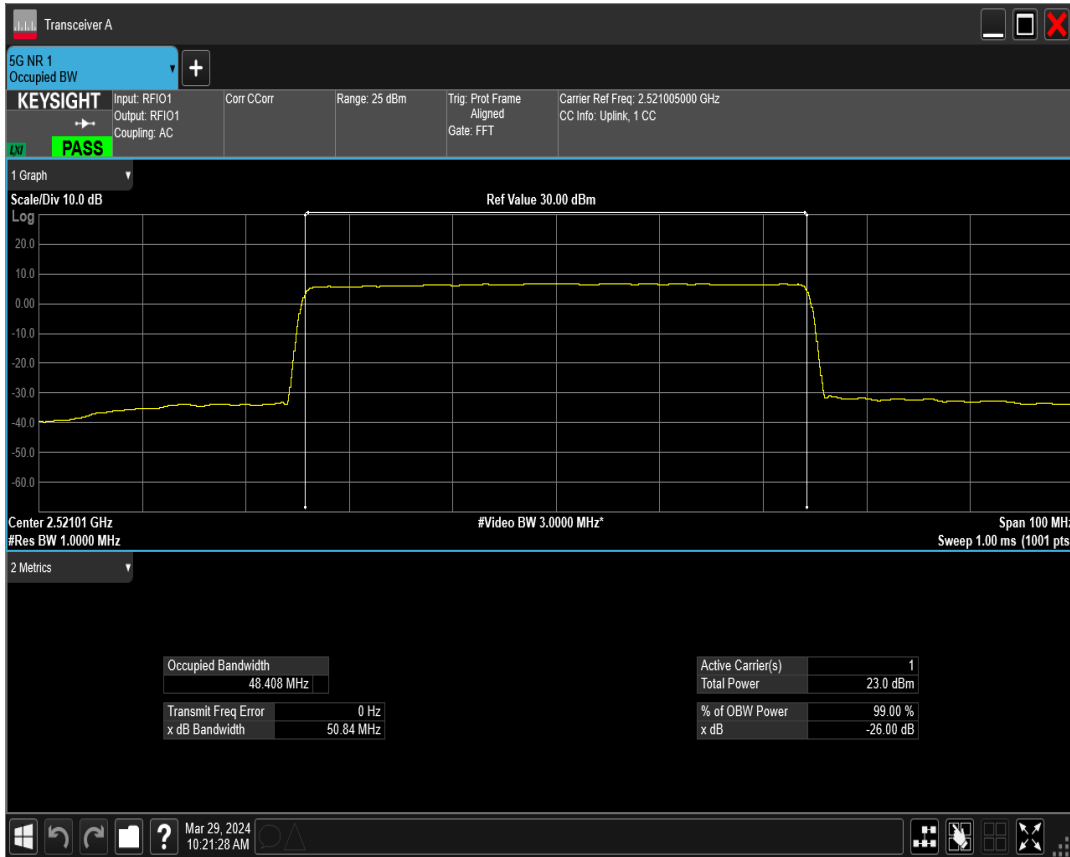 Transceiver A
5G NR 1
Occupied BW
+
KEYSIGHT
LXI
PASS
Input: RFIO1
Output: RFIO1
Coupling: AC
Corr CCorr
Range: 25 dBm
Trig: Prot Frame
Aligned
Gate: FFT
Carrier Ref Freq: 2.521005000 GHz
CC Info: Uplink, 1 CC
1 Graph
Scale/Div 10.0 dB
Ref Value 30.00 dBm
Log
20.0
10.0
0.00
-10.0
-20.0
-30.0
-40.0
-50.0
-60.0
Center 2.52101 GHz
#Video BW 3.0000 MHz*
Span 100 MHz
#Res BW 1.0000 MHz
Sweep 1.00 ms (1001 pts
2 Metrics
Occupied Bandwidth
48.408 MHz
Transmit Freq Error 0 Hz
x dB Bandwidth 50.84 MHz
Active Carrier(s) 1
Total Power 23.0 dBm
% of OBW Power 99.00 %
x dB -26.00 dB
?
Mar 29, 2024
10:21:28 AM